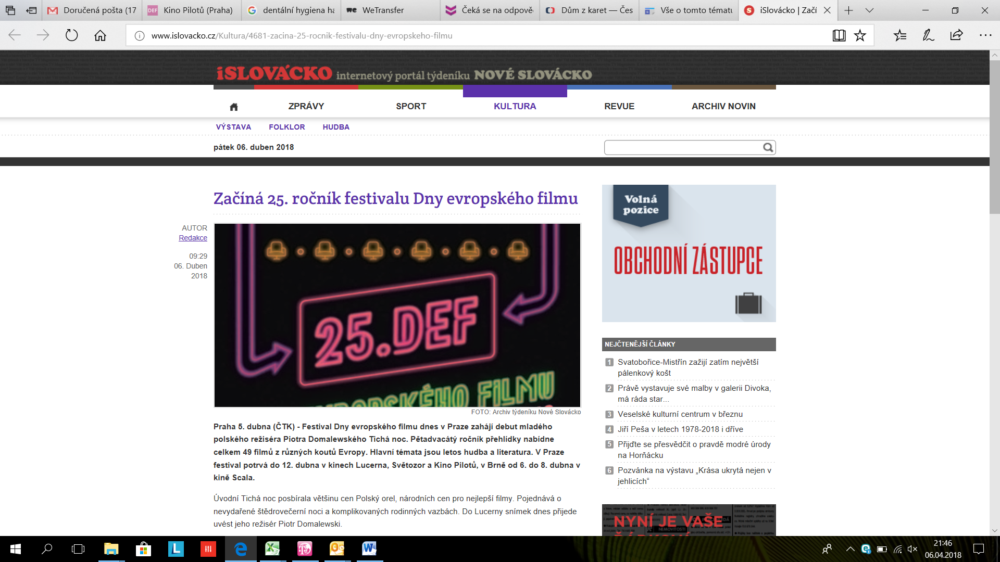 Doručená pošta (17
Kino Pilotů (Praha)
dentální hygiena ha
WeTransfer
Čeká se na odpově
Dům z karet — Čes
Vše o tomto tématu
iSlovácko | Začí
www.islovacko.cz/Kultura/4681-zacina-25-rocnik-festivalu-dny-evropskeho-filmu
iSLOVÁCKO internetový portál týdeníku NOVÉ SLOVÁCKO
ZPRÁVY
SPORT
KULTURA
REVUE
ARCHIV NOVIN
VÝSTAVA
FOLKLOR
HUDBA
pátek 06. duben 2018
Začíná 25. ročník festivalu Dny evropského filmu
AUTOR
Redakce
09:29
06. Duben
2018
25.DEF
EVROPSKÉHO FILMU
FOTO: Archiv týdeníku Nové Slovácko
Praha 5. dubna (ČTK) - Festival Dny evropského filmu dnes v Praze zahájí debut mladého
polského režiséra Piotra Domalewského Tichá noc. Pětadvacátý ročník přehlídky nabídne
celkem 49 filmů z různých koutů Evropy. Hlavní témata jsou letos hudba a literatura. V Praze
festival potrvá do 12. dubna v kinech Lucerna, Světozor a Kino Pilotů, v Brně od 6. do 8. dubna v
kině Scala.
Úvodní Tichá noc posbírala většinu cen Polský orel, národních cen pro nejlepší filmy. Pojednává o
nevydařené štědrovečerní noci a komplikovaných rodinných vazbách. Do Lucerny snímek dnes přijede
uvést jeho režisér Piotr Domalewski.
Volná
pozice
OBCHODNÍ ZÁSTUPCE
NEJČTENĚJŠÍ ČLÁNKY
1 Svatobořice-Mistřín zažijí zatím největší
pálenkový košt
2 Právě vystavuje své malby v galerii Divoka,
má ráda star...
3 Veselské kulturní centrum v březnu
4 Jiří Peša v letech 1978-2018 i dříve
5 Přijďte se přesvědčit o pravdě modré úrody
na Horňácku
6 Pozvánka na výstavu „Krása ukrytá nejen v
jehlicích“
NYNÍ JE VAŠE
21:46
06.04.2018